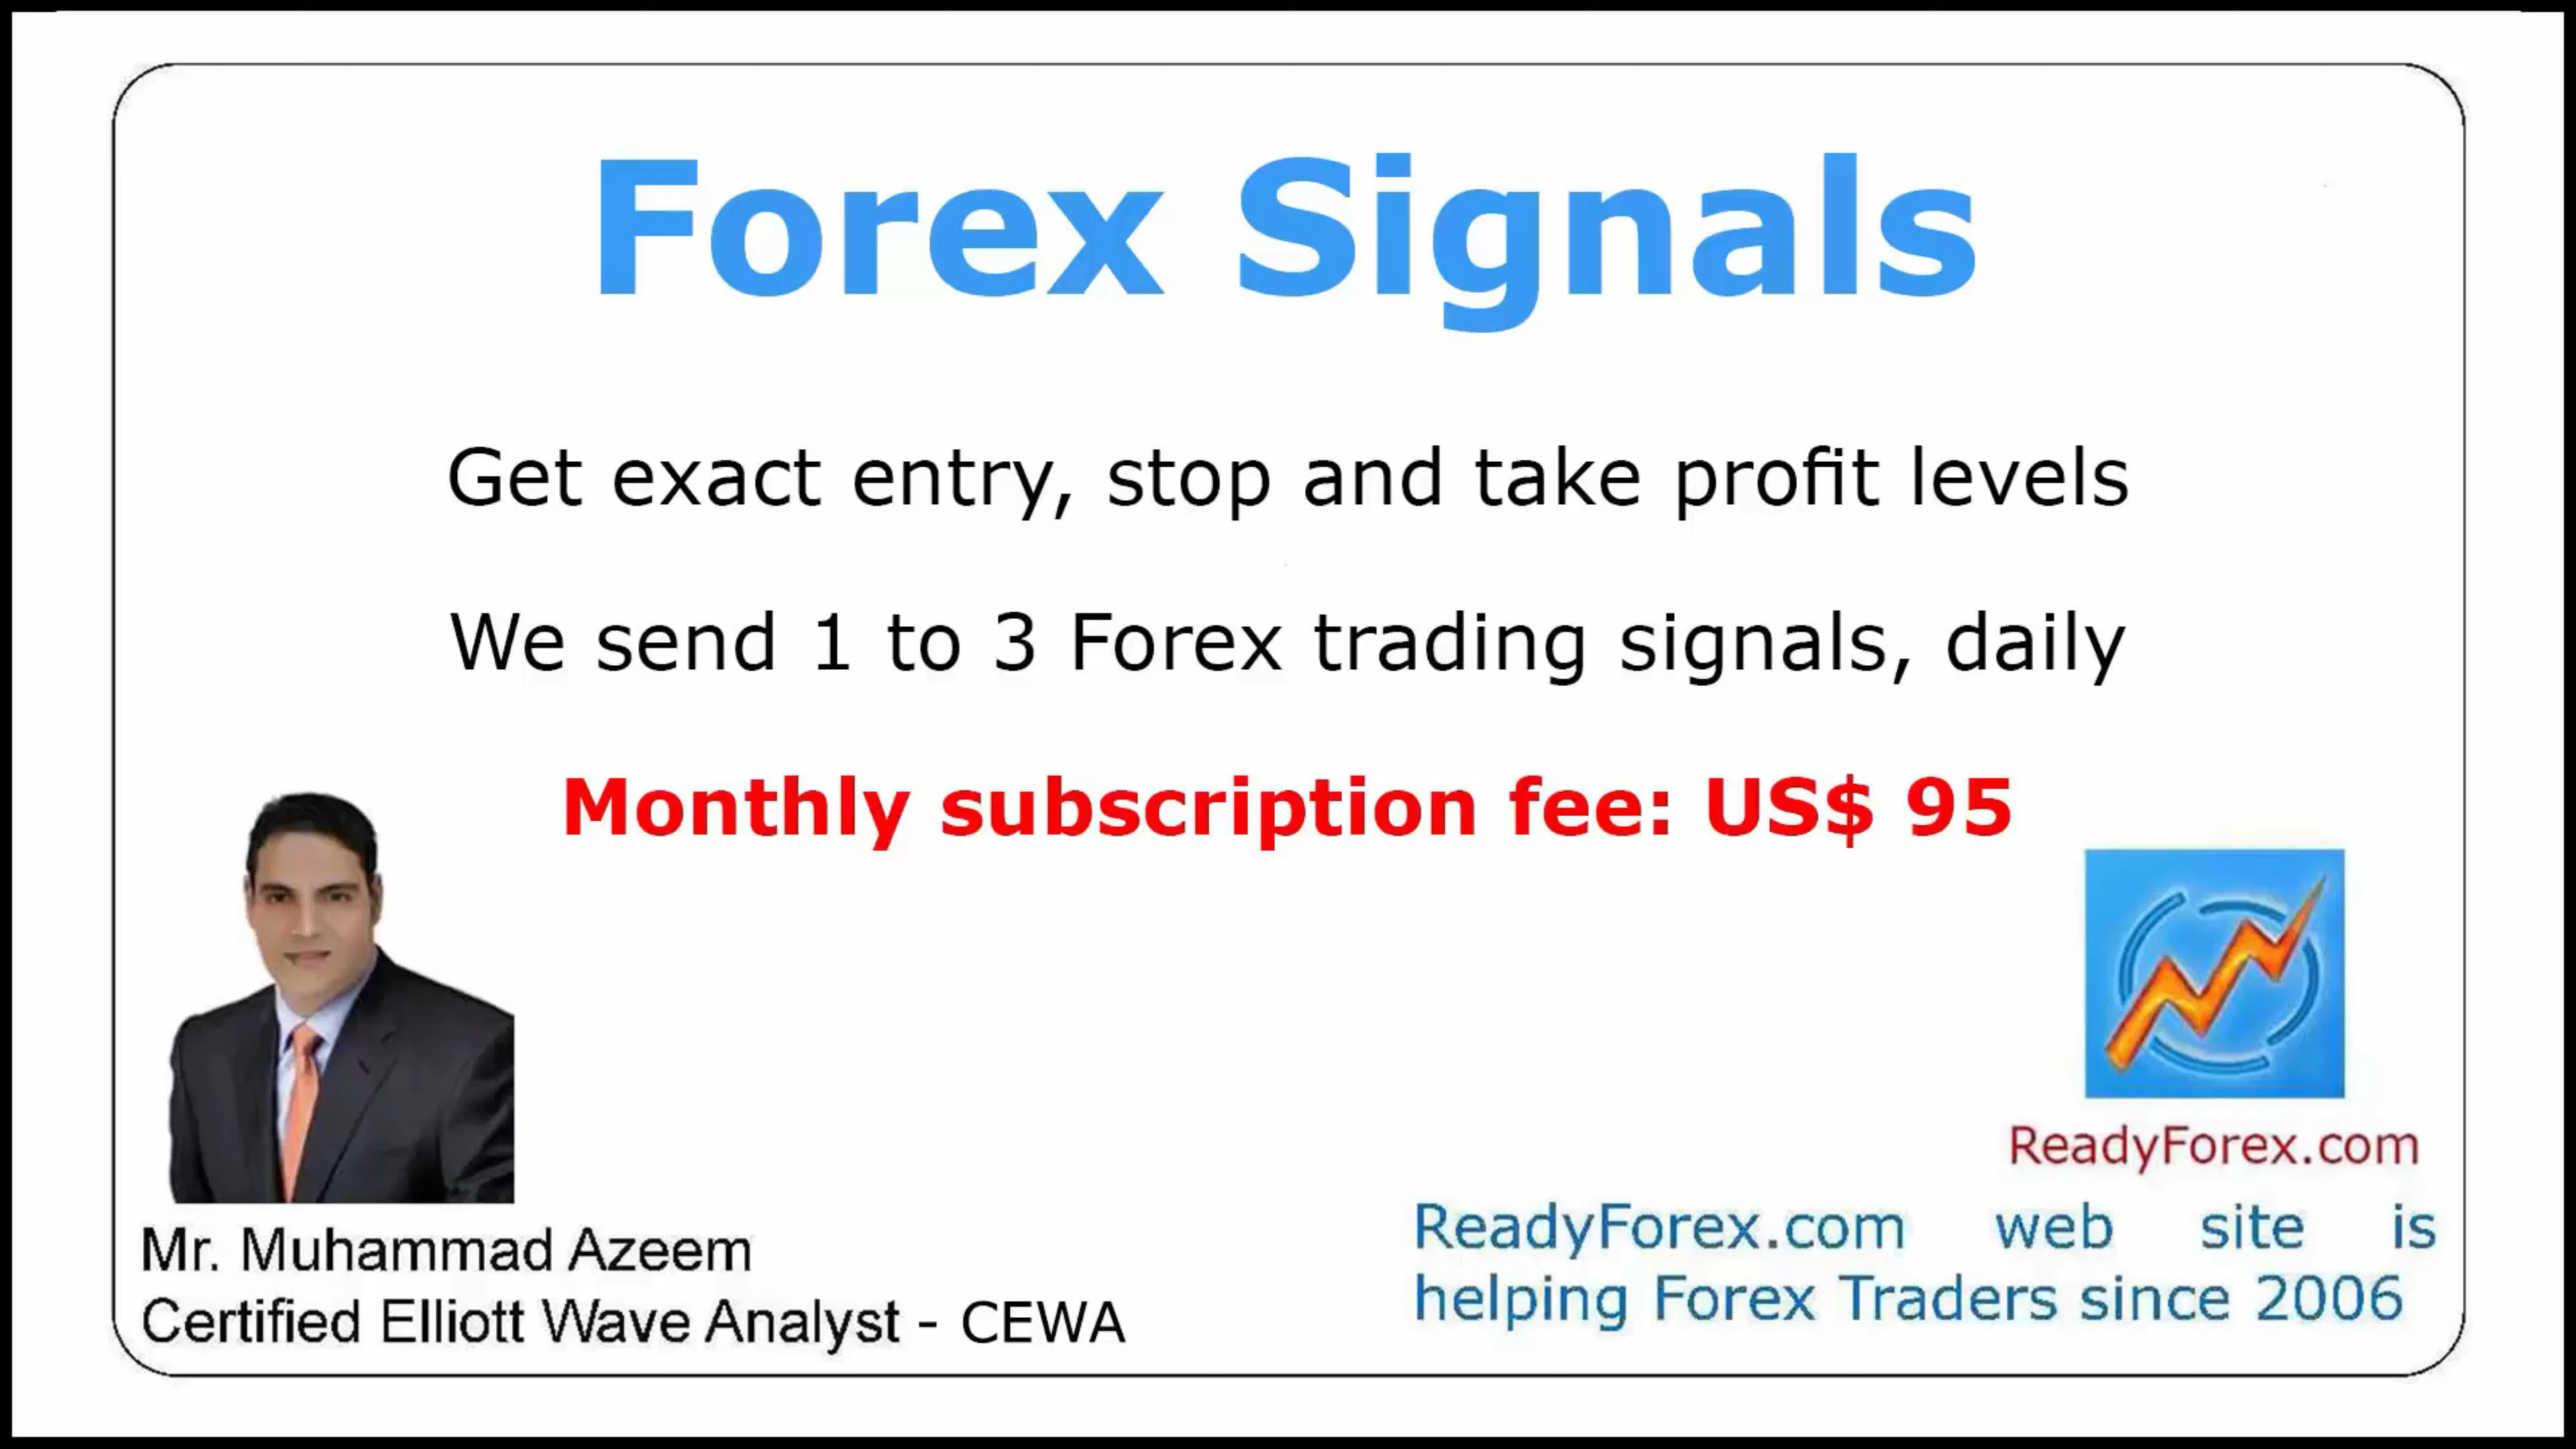 Forex Signals
Get exact entry, stop and take profit levels
We send 1 to 3 Forex trading signals, daily
Monthly subscription fee: US$ 95
ReadyForex.com
Mr. Muhammad Azeem
Certified Elliott Wave Analyst - CEWA
ReadyForex.com web site is
helping Forex Traders since 2006